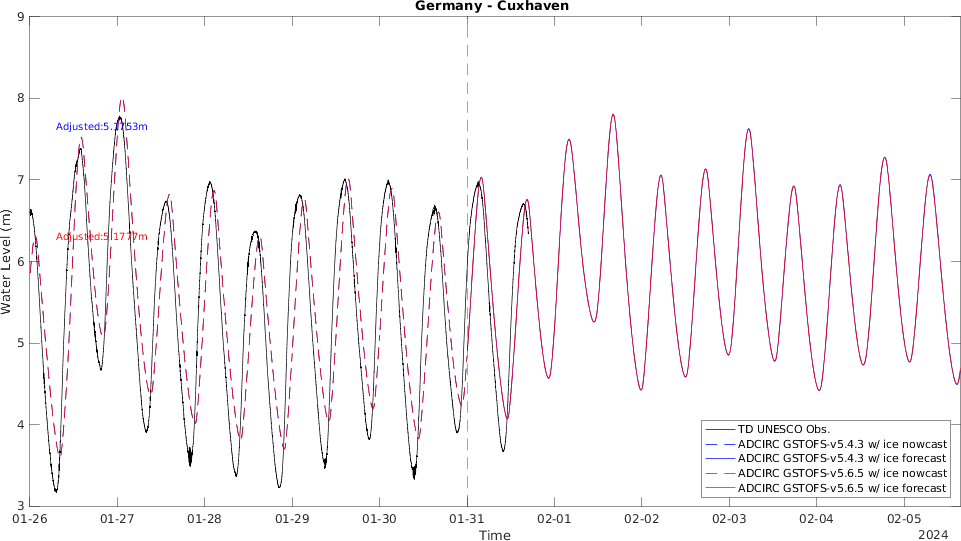 Germany - Cuxhaven
9
8
7
6
5
4
3
Water Level (m)
Adjusted:5.1753m
Adjusted:5.1777m
TD UNESCO Obs.
ADCIRC GSTOFS-v5.4.3 w/ ice nowcast
ADCIRC GSTOFS-v5.4.3 w/ ice forecast
ADCIRC GSTOFS-v5.6.5 w/ ice nowcast
ADCIRC GSTOFS-v5.6.5 w/ ice forecast
01-26 01-27 01-28 01-29 01-30 01-31 02-01 02-02 02-03 02-04 02-05
Time
2024